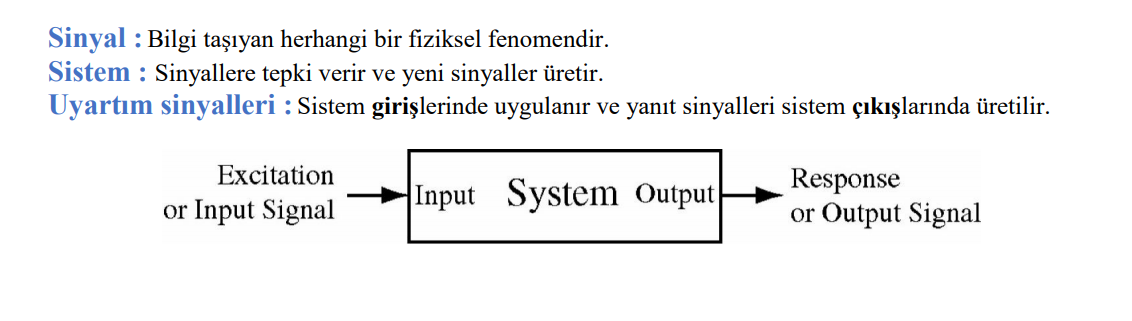 Sinyal : Bilgi taşıyan herhangi bir fiziksel fenomendir.
Sistem : Sinyallere tepki verir ve yeni sinyaller üretir.
Uyartım sinyalleri : Sistem girişlerinde uygulanır ve yanıt sinyalleri sistem çıkışlarında üretilir.
Excitation
or Input Signal
Input System Output
Response
or Output Signal